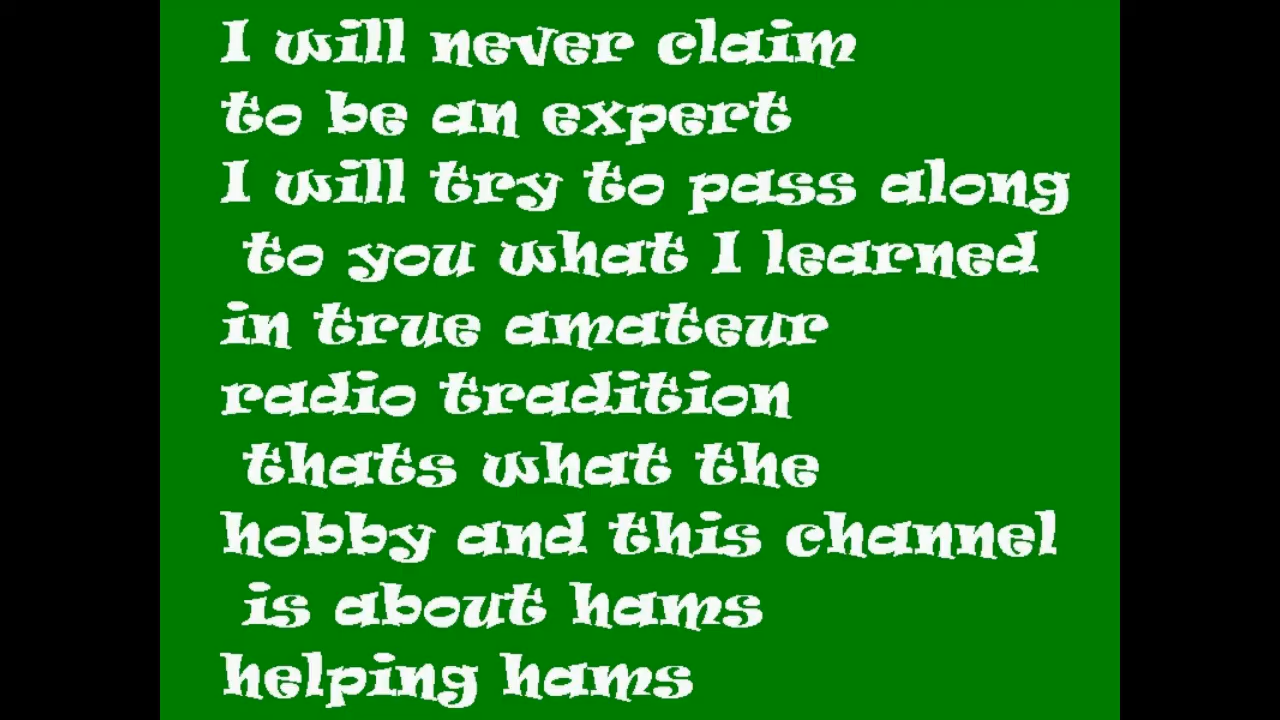 I will never claim
to be an expert
I will try to pass along
to you what I learned
in true amateur
radio tradition
thats what the
hobby and this channel
is about hams
helping hams